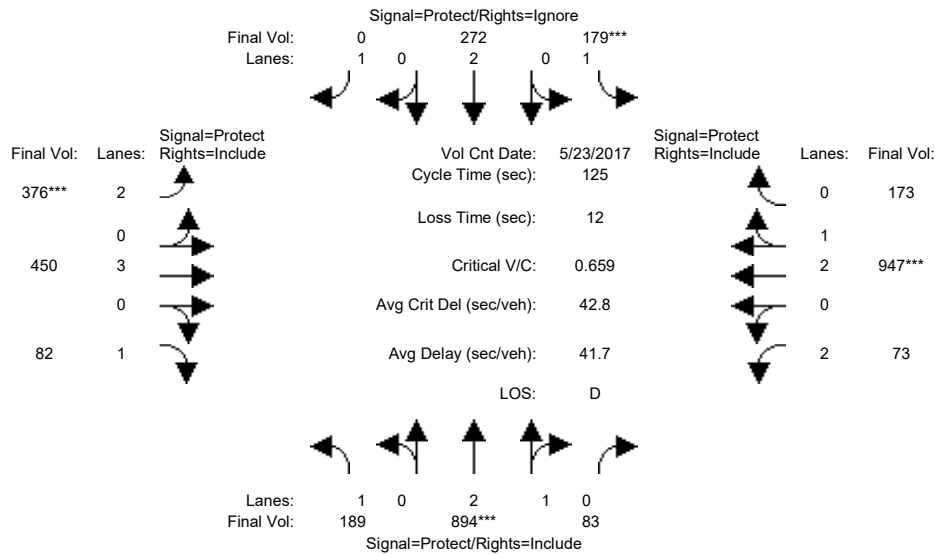 Signal=Protect/Rights=Ignore
Final Vol: 0 272 179***
Lanes: 1 0 2 0 1
Signal=Protect
Final Vol: Lanes: Rights=Include
Vol Cnt Date: 5/23/2017
Signal=Protect
Rights=Include Lanes: Final Vol:
376*** 2
Cycle Time (sec): 125
0 173
Loss Time (sec): 12
0
1
450 3
Critical V/C: 0.659
2 947***
0
Avg Crit Del (sec/veh): 42.8
0
82 1
Avg Delay (sec/veh): 41.7
2 73
LOS: D
Lanes: 1 0 2 1 0
Final Vol: 189 894*** 83
Signal=Protect/Rights=Include